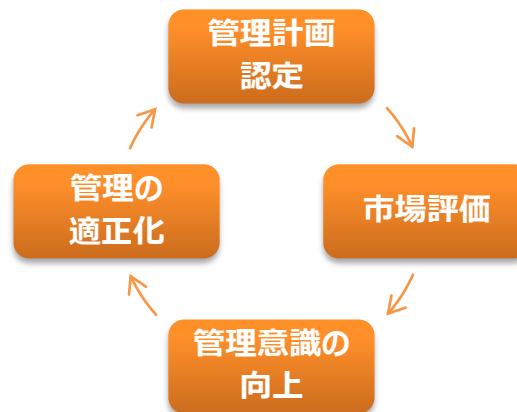 管理計画
認定
市場評価
管理意識の
向上
管理の
適正化